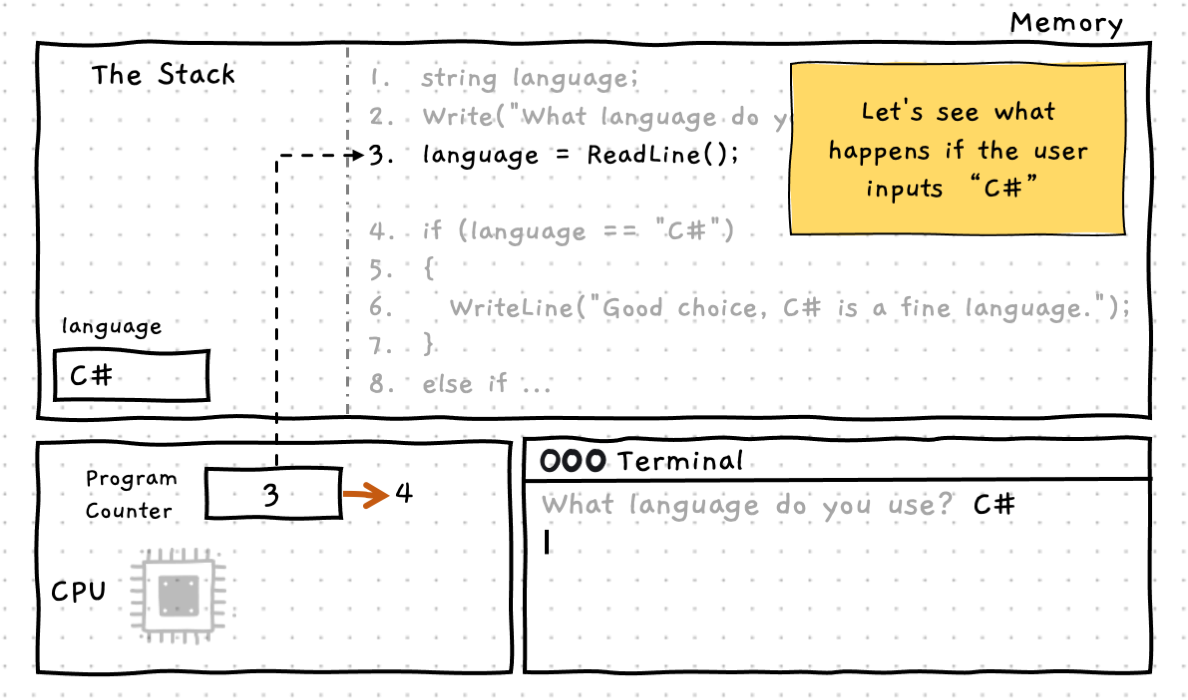 Memory
The Stack
1. string language;
2. Write("What language do y
3. language = ReadLine();
4. if (language == "C#")
5. {
6. WriteLine("Good choice, C# is a fine language.");
7. }
8. else if ...
Let's see what
happens if the user
inputs “C#”
language
C#
Program
Counter
3
4
CPU
OOO Terminal
What language do you use? C#